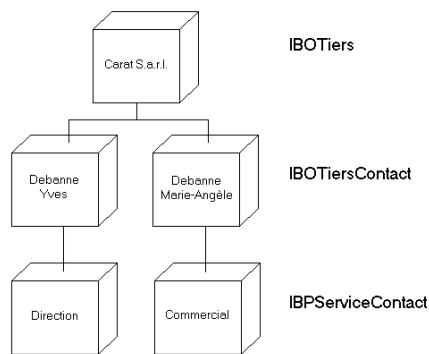 Carat S.a.r.l.
IBOTiers
Debanne
Yves
Debanne
Marie-Angèle
IBOTiersContact
Direction
Commercial
IBPServiceContact